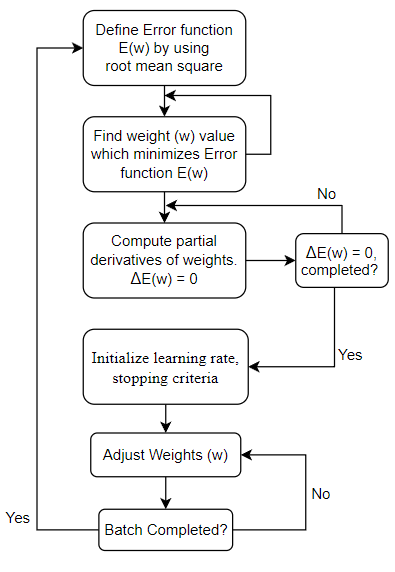 Define Error function
E(w) by using
root mean square
Find weight (w) value
which minimizes Error
function E(w)
No
Compute partial
derivatives of weights.
ΔE(w) = 0
ΔE(w) = 0,
completed?
Yes
Initialize learning rate,
stopping criteria
Adjust Weights (w)
No
Yes
Batch Completed?